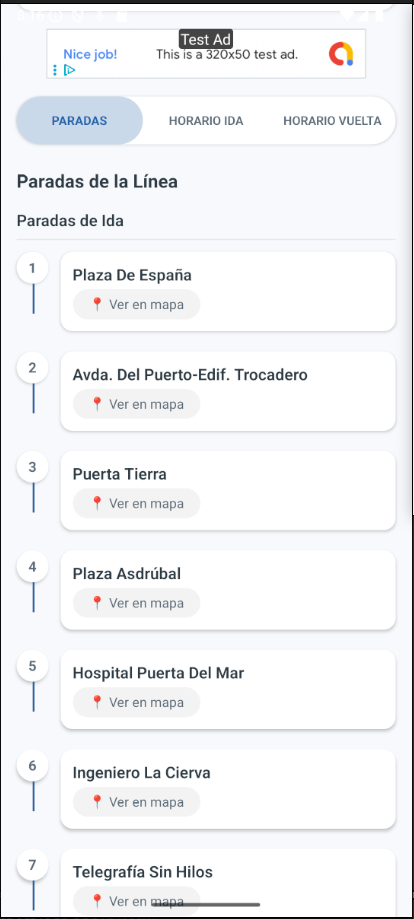 Test Ad
Nice job!
This is a 320x50 test ad.
PARADAS
HORARIO IDA
HORARIO VUELTA
Paradas de la Línea
Paradas de Ida
1
Plaza De España
📍 Ver en mapa
2
Avda. Del Puerto-Edif. Trocadero
📍 Ver en mapa
3
Puerta Tierra
📍 Ver en mapa
4
Plaza Asdrúbal
📍 Ver en mapa
5
Hospital Puerta Del Mar
📍 Ver en mapa
6
Ingeniero La Cierva
📍 Ver en mapa
7
Telegrafía Sin Hilos
📍 Ver en mapa